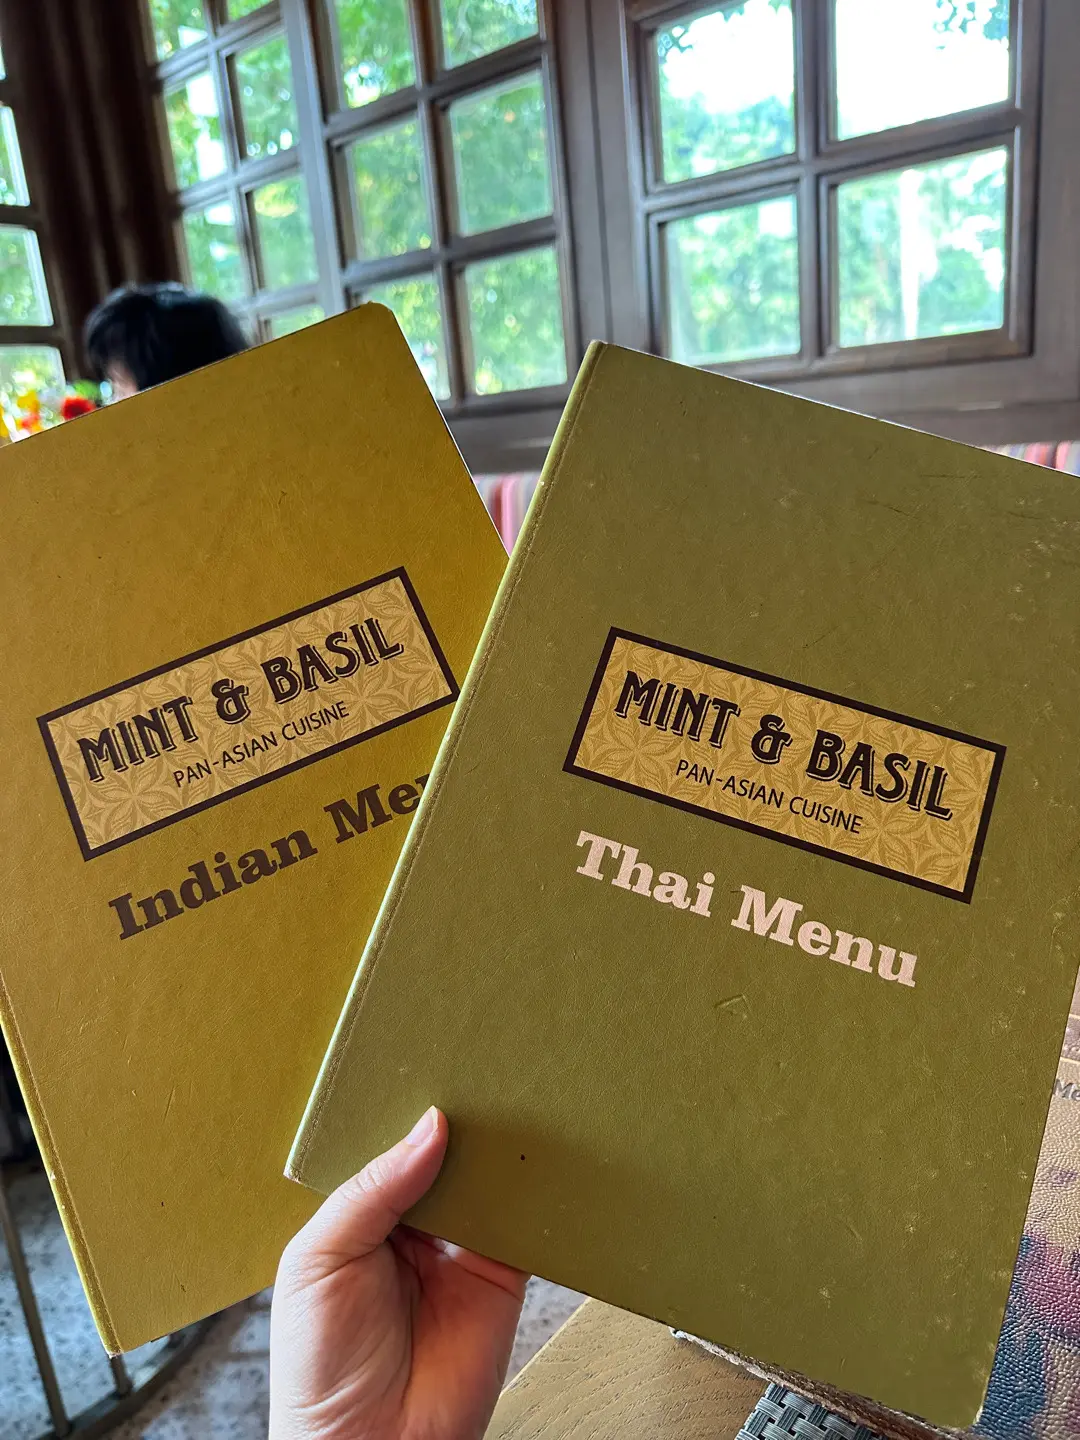 MINT & BASIL
PAN-ASIAN CUISINE
Indian
MINT & BASIL
PAN-ASIAN CUISINE
Thai Menu